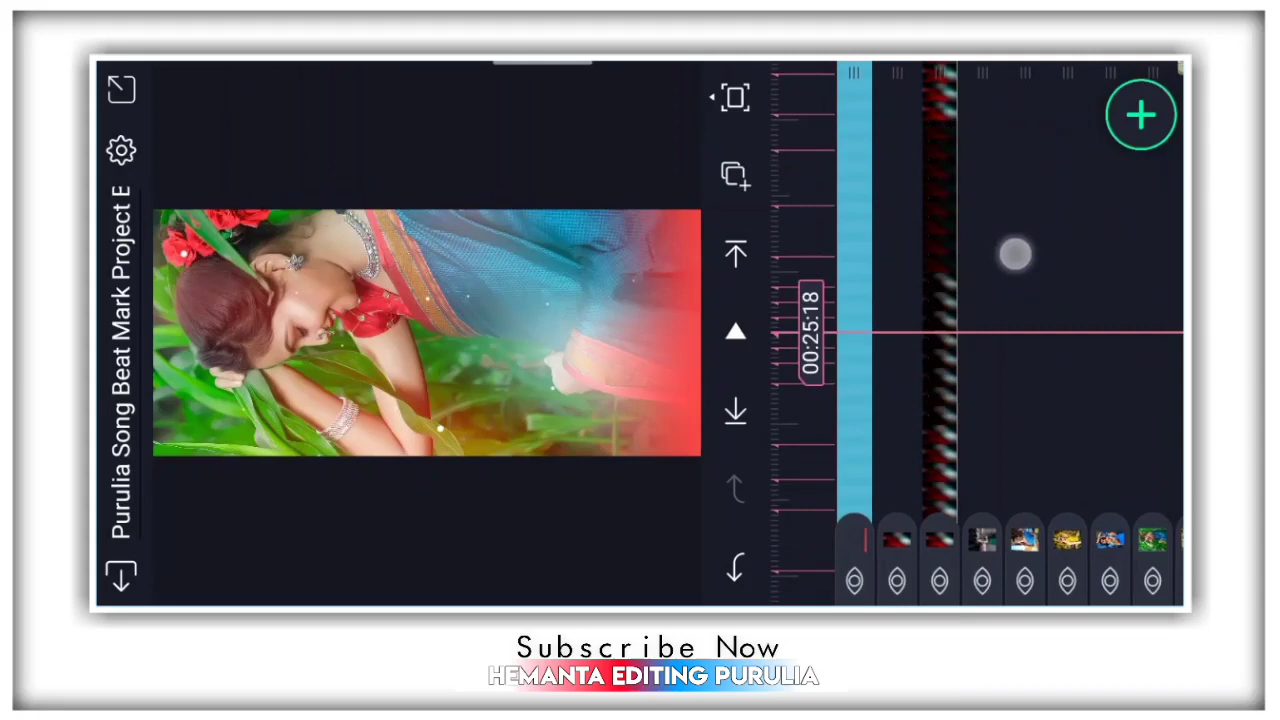 Purulia Song Beat Mark Project E
00:25:18
Subscribe Now
HEMANTA EDITING PURULIA